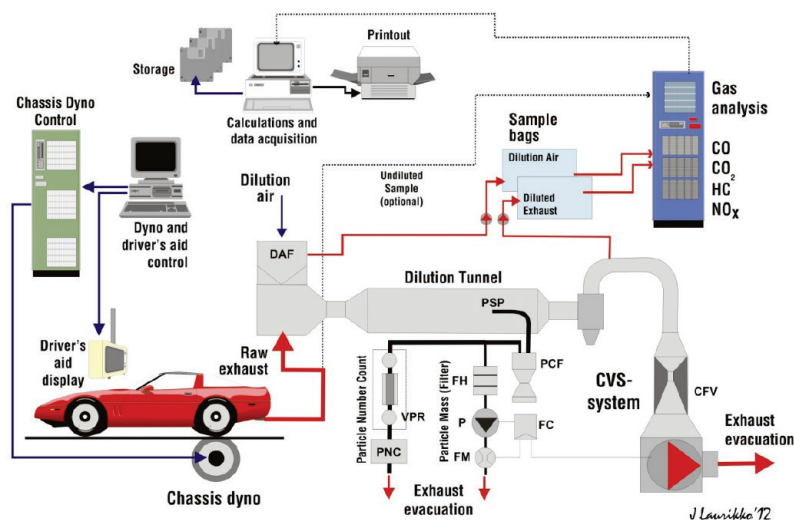 Storage
Printout
Calculations and
data acquisition
Chassis Dyno
Control
Dyno and
driver's aid
control
Driver's
aid
display
Dilution
air
DAF
Raw
exhaust
Chassis dyno
Undiluted
Sample
(optional)
Sample
bags
Dilution Air
Diluted
Exhaust
Gas
analysis
CO
CO₂
HC
NOx
Dilution Tunnel
PSP
PCF
Particle Number Count
VPR
PNC
Particle Mass (Filter)
FH
P
FC
FM
Exhaust
evacuation
CVS-
system
CFV
Exhaust
evacuation
J Laurikko '12